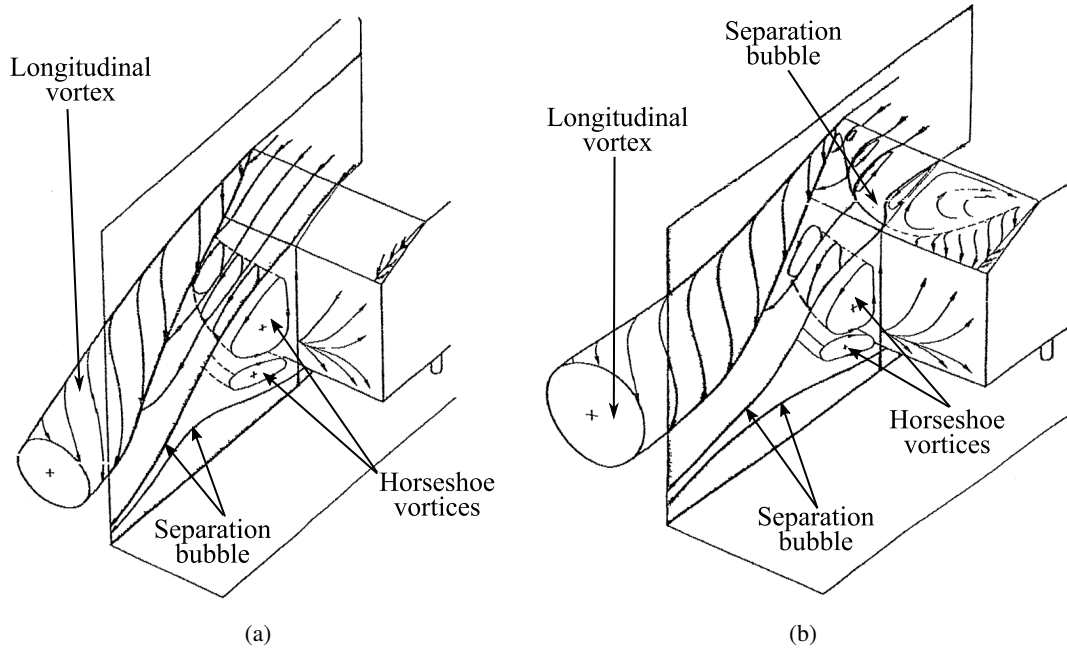 Longitudinal
vortex
Horseshoe
vortices
Separation
bubble
(a)
Separation
bubble
Longitudinal
vortex
Horseshoe
vortices
Separation
bubble
(b)